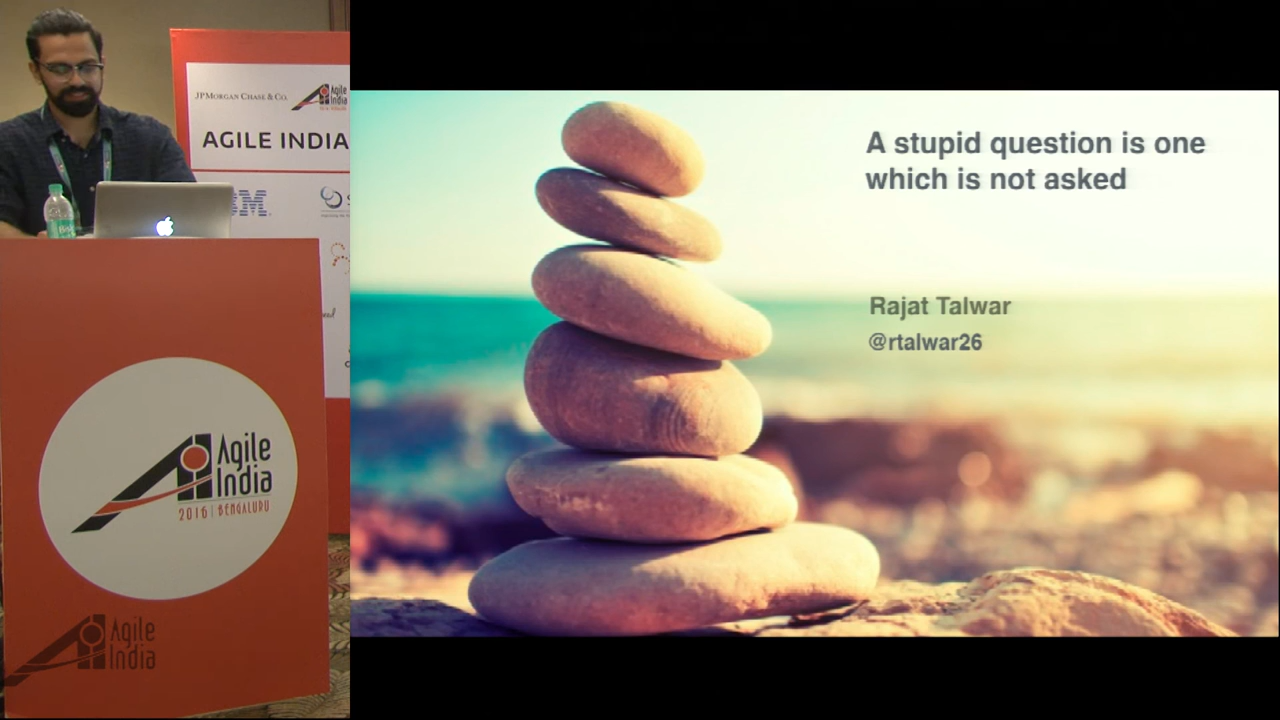 JPMORGAN CHASE & CO.
Agile
India
AGILE INDIA
IBM
A stupid question is one
which is not asked
Rajat Talwar
@rtalwar26
Agile
India
2016 | BENGALURU
Agile
India